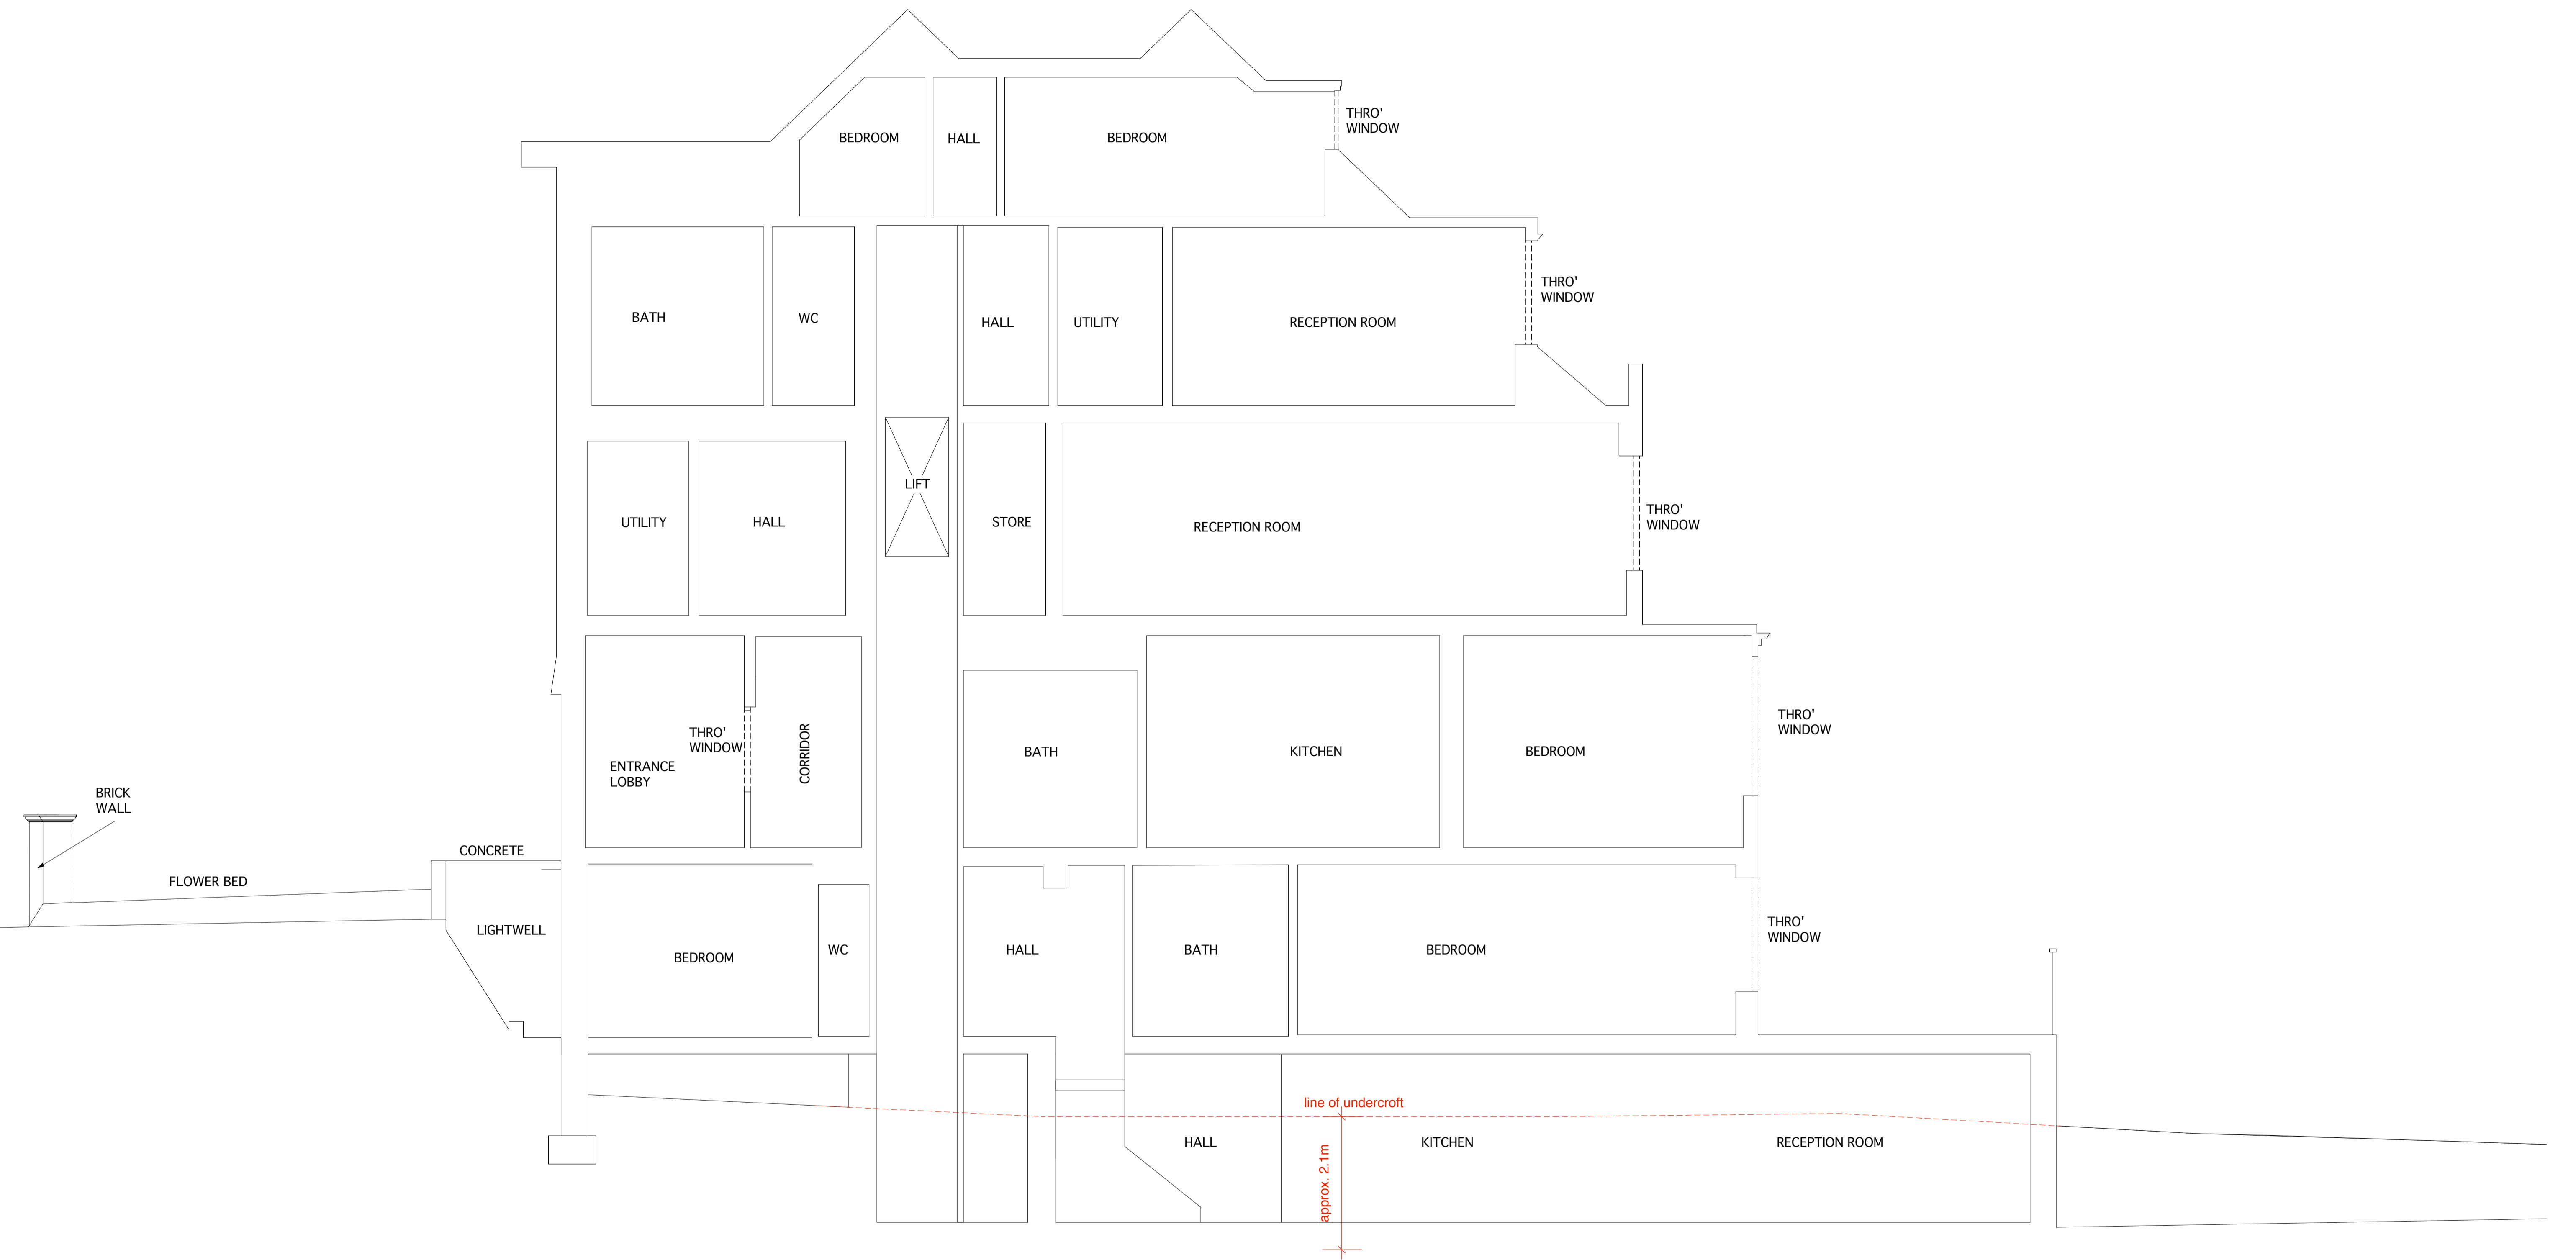 THRO'
WINDOW
BEDROOM
HALL
BEDROOM
THRO'
WINDOW
BATH
WC
HALL
UTILITY
RECEPTION ROOM
LIFT
THRO'
WINDOW
UTILITY
HALL
STORE
RECEPTION ROOM
THRO'
WINDOW
THRO'
WINDOW
CORRIDOR
BATH
KITCHEN
BEDROOM
ENTRANCE
LOBBY
BRICK
WALL
CONCRETE
FLOWER BED
LIGHTWELL
THRO'
WINDOW
BEDROOM
WC
HALL
BATH
BEDROOM
line of undercroft
HALL
KITCHEN
RECEPTION ROOM
approx. 2.1m